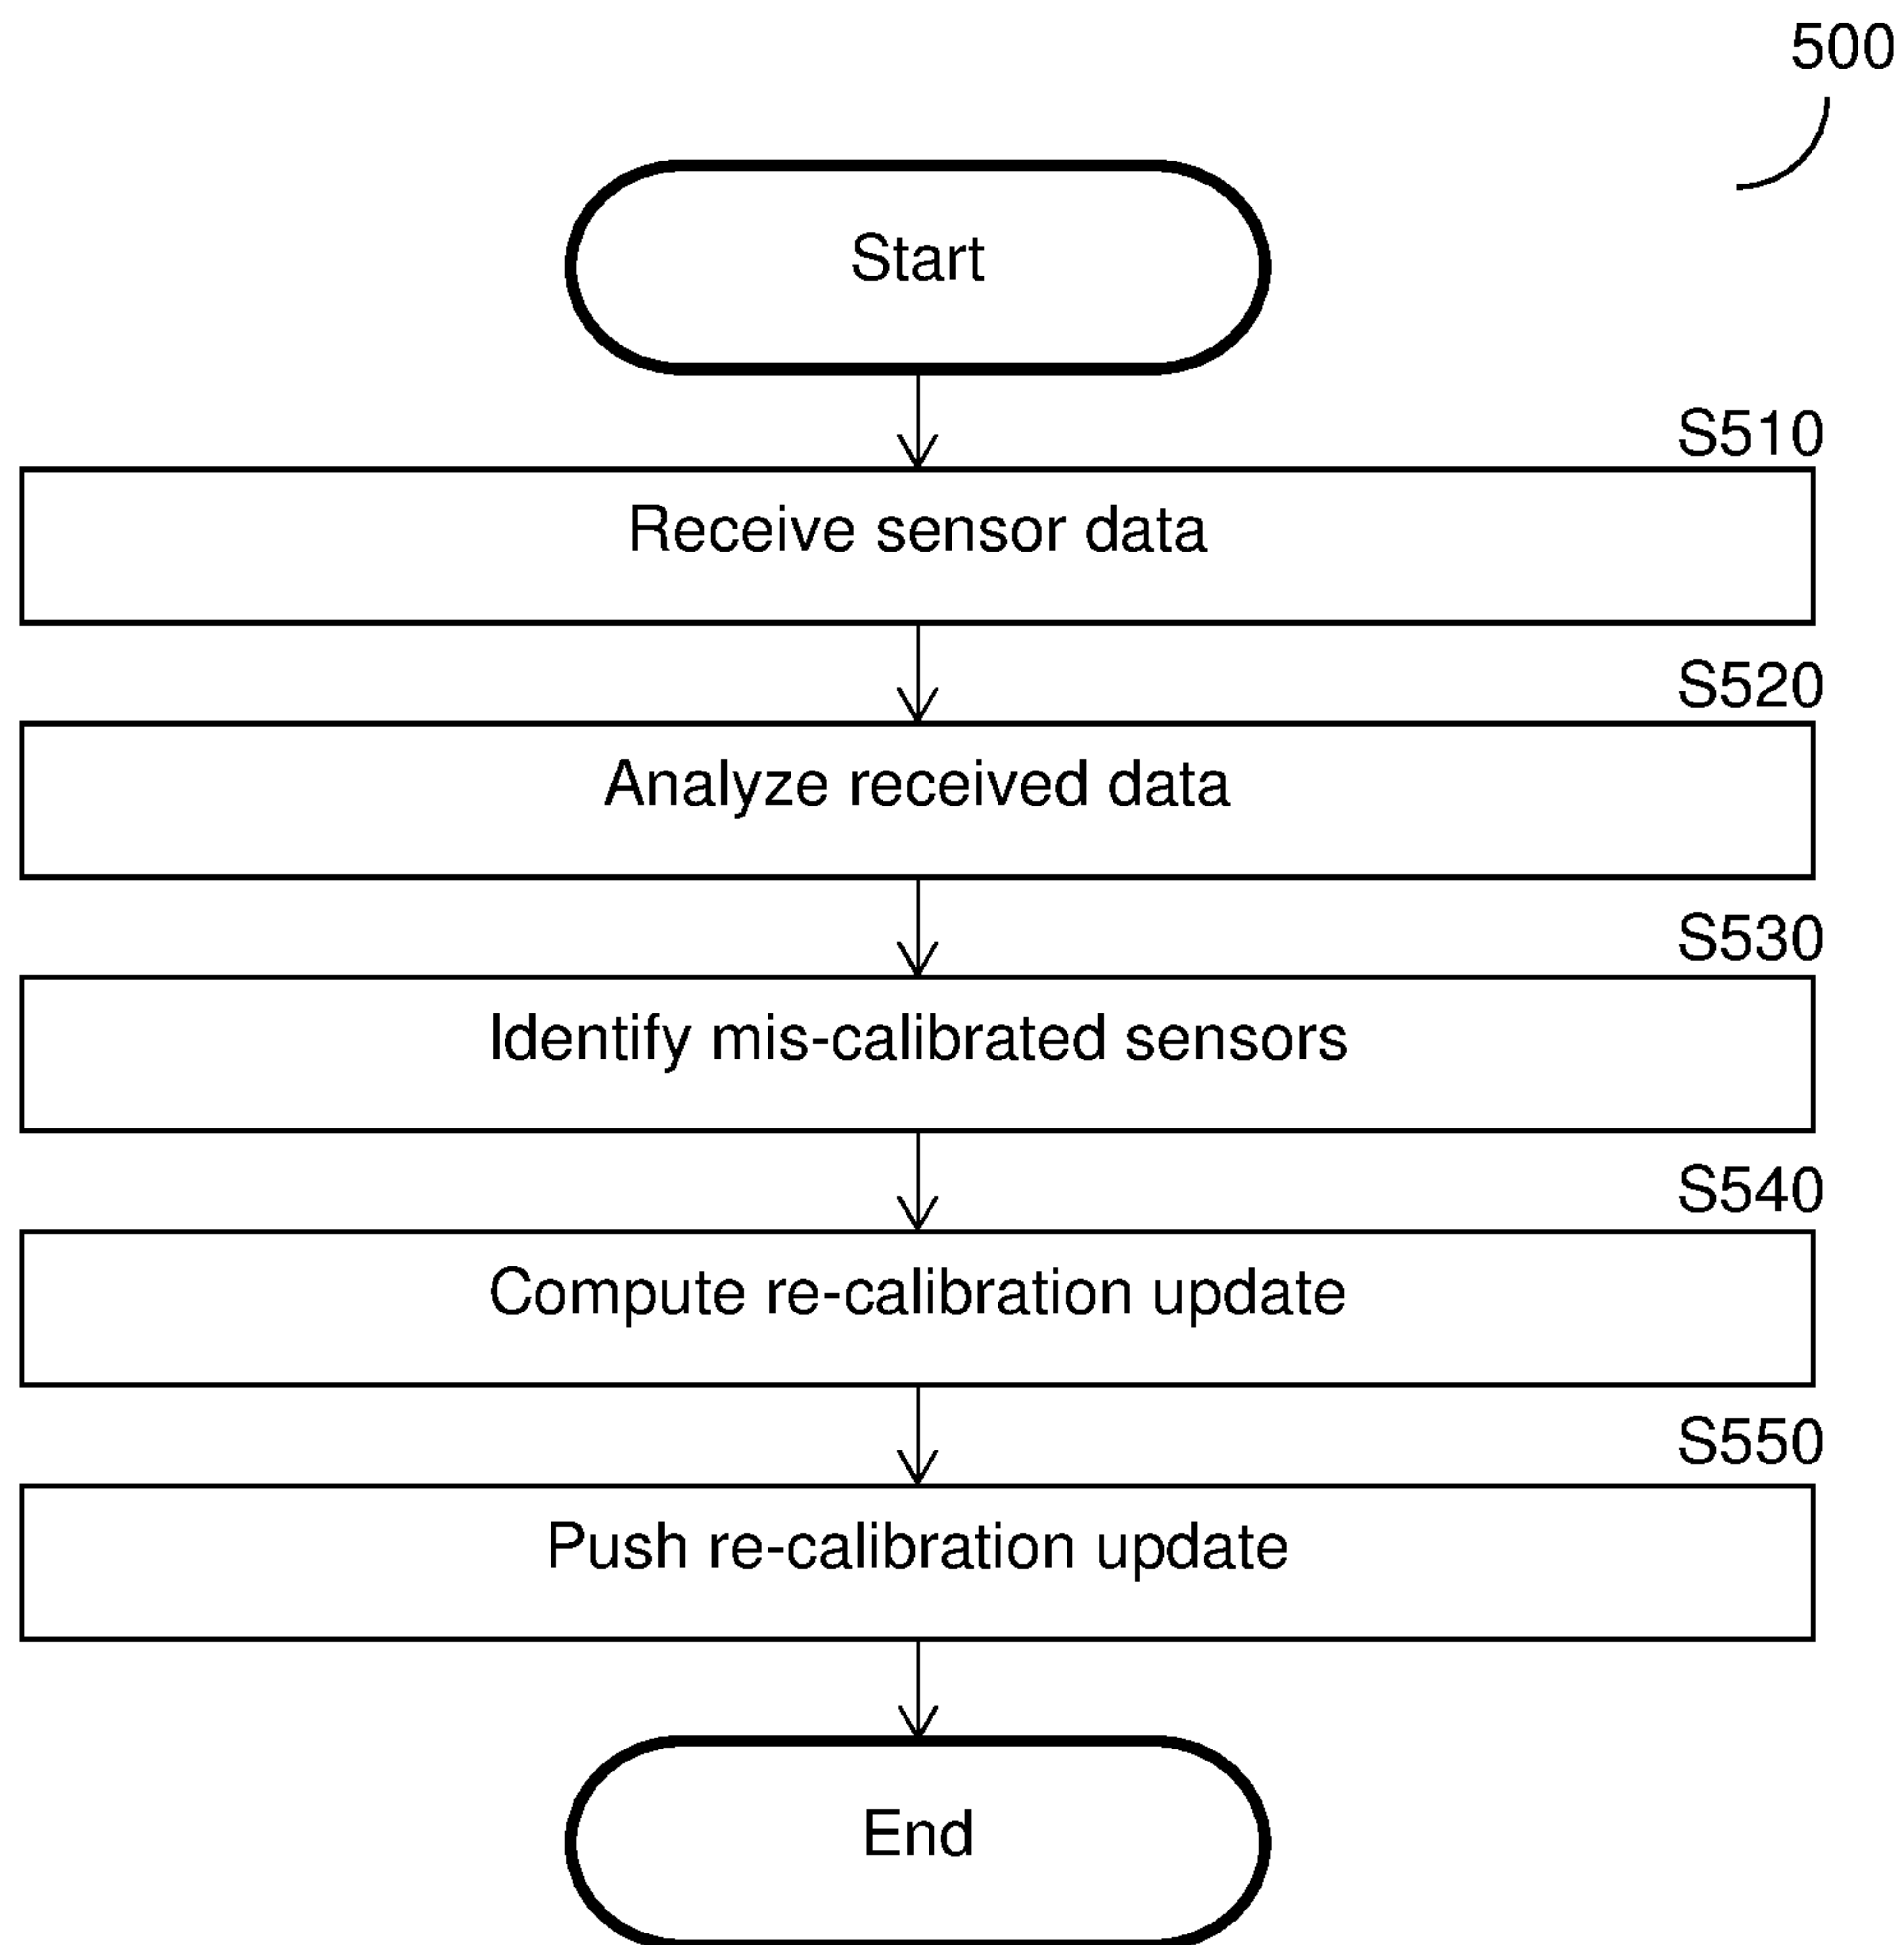 500
Start
S510
Receive sensor data
S520
Analyze received data
S530
Identify mis-calibrated sensors
S540
Compute re-calibration update
S550
Push re-calibration update
End